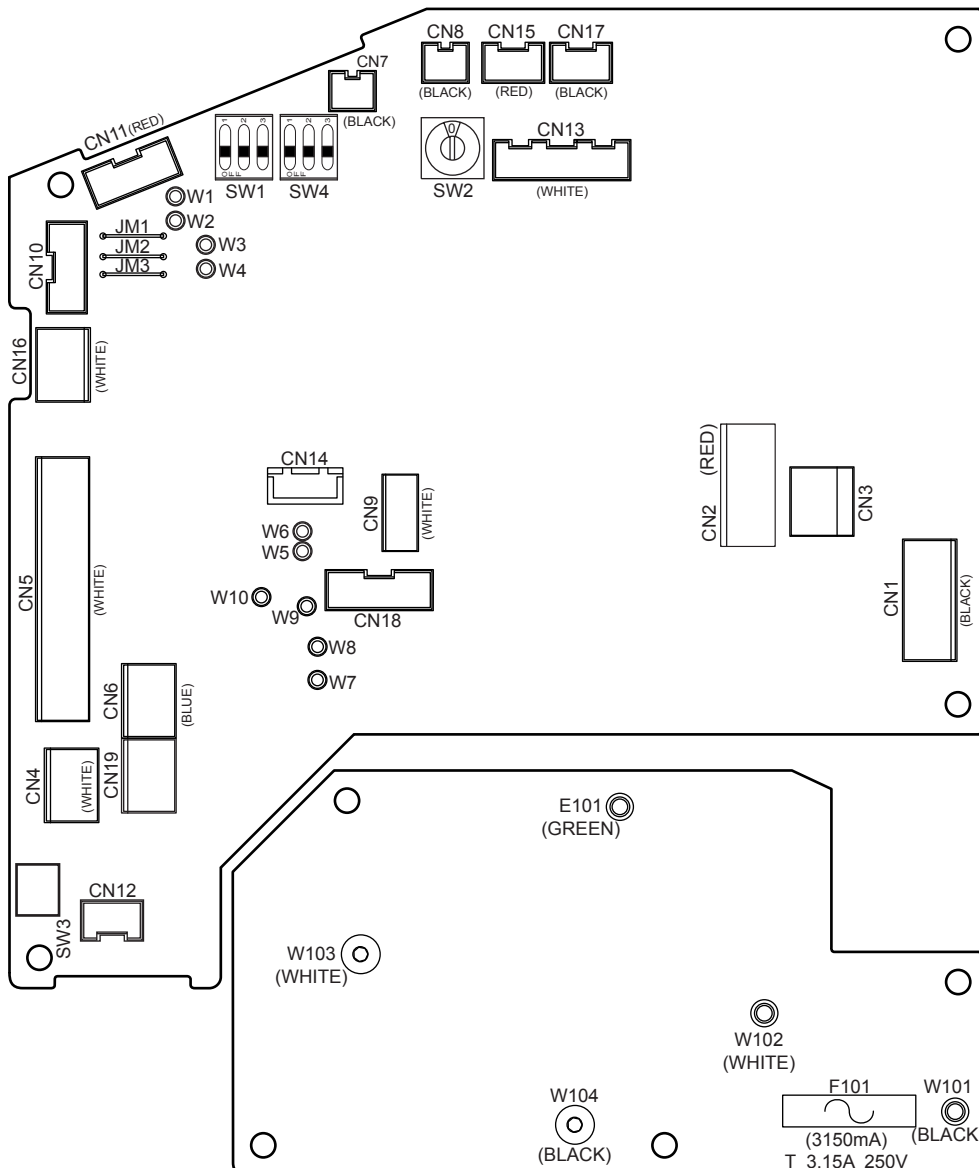 CN8 CN15 CN17
(BLACK) (RED) (BLACK)
CN7
(BLACK)
CN11(RED)
1 2 3
OFF
SW1
1 2 3
OFF
SW4
0
SW2
CN13
(WHITE)
W1
W2
W3
W4
JM1
JM2
JM3
CN10
CN16
(WHITE)
CN14
CN9
(WHITE)
W6
W5
W10
W9
CN18
W8
W7
CN2 (RED)
CN3
CN1
(BLACK)
CN5
(WHITE)
CN6
(BLUE)
CN19
CN4
(WHITE)
SW3
CN12
E101
(GREEN)
W103
(WHITE)
W102
(WHITE)
W104
(BLACK)
F101
(3150mA)
T 3.15A 250V
W101
(BLACK